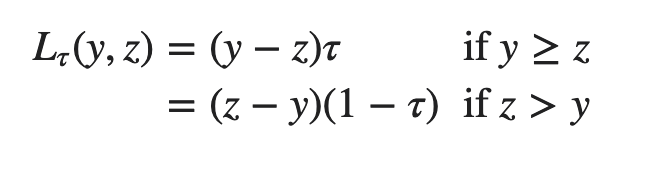 L_τ(y, z) = (y − z)τ if y ≥ z
= (z − y)(1 − τ) if z > y